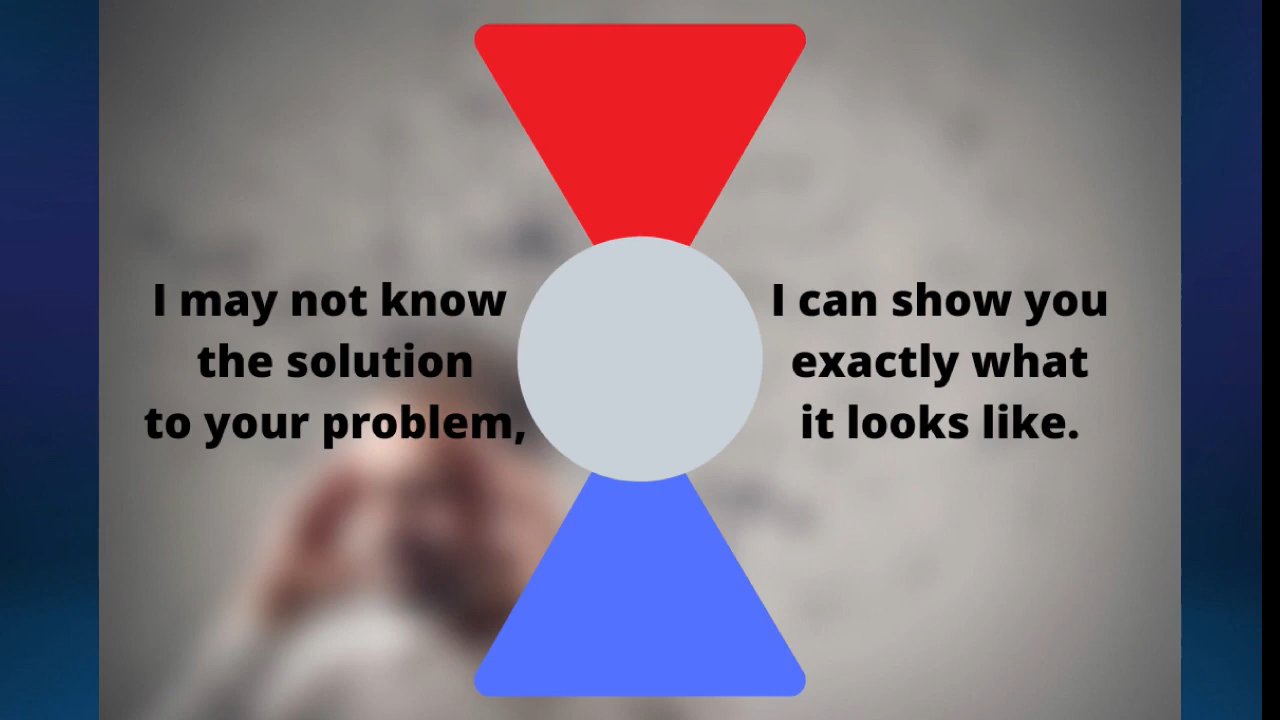 I may not know
the solution
to your problem,
I can show you
exactly what
it looks like.